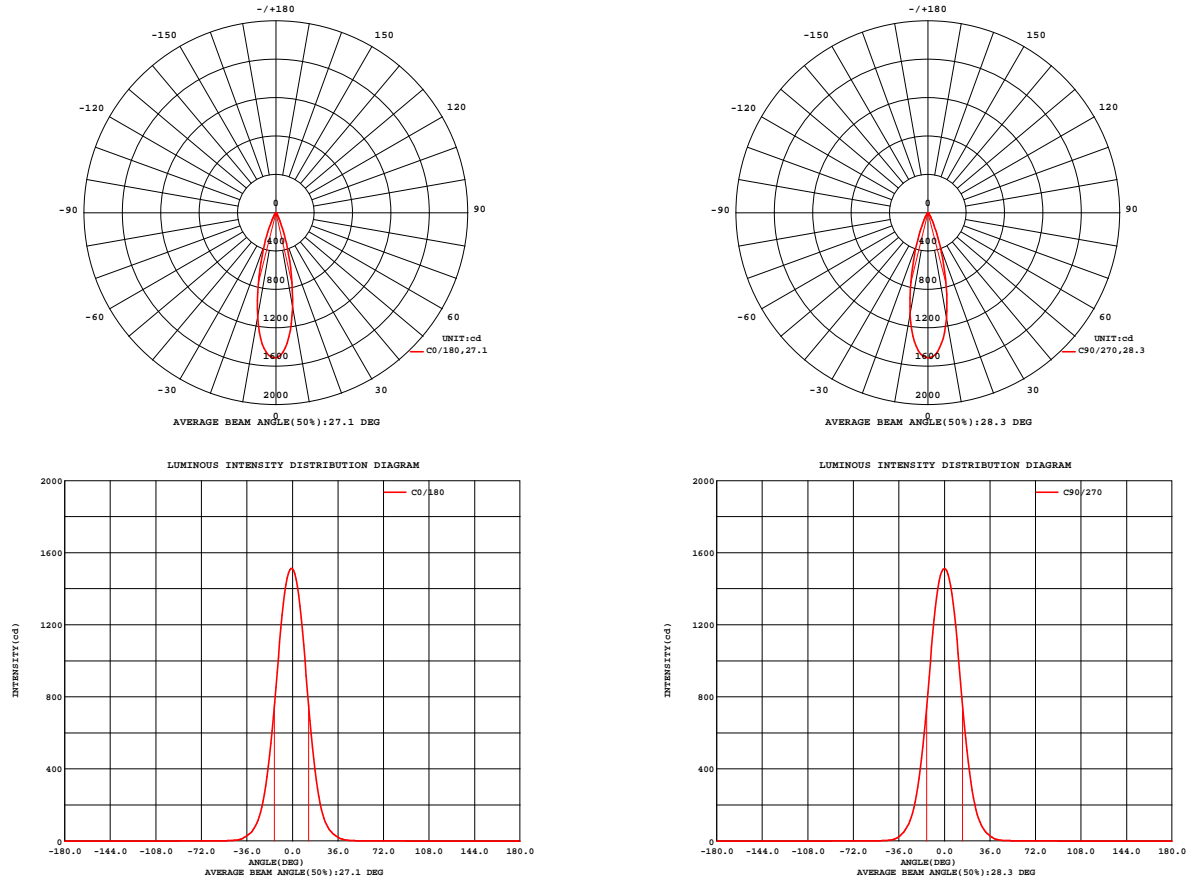 -/+180
-150 150
-120 120
-90 90
-60 60
-30 30
0
400
800
1200
1600
2000
0
UNIT:cd
C0/180,27.1
AVERAGE BEAM ANGLE(50%):27.1 DEG
-/+180
-150 150
-120 120
-90 90
-60 60
-30 30
0
400
800
1200
1600
2000
0
UNIT:cd
C90/270,28.3
AVERAGE BEAM ANGLE(50%):28.3 DEG
LUMINOUS INTENSITY DISTRIBUTION DIAGRAM
C0/180
INTENSITY(cd)
2000
1600
1200
800
400
0
-180.0 -144.0 -108.0 -72.0 -36.0 0.0 36.0 72.0 108.0 144.0 180.0
ANGLE(DEG)
AVERAGE BEAM ANGLE(50%):27.1 DEG
LUMINOUS INTENSITY DISTRIBUTION DIAGRAM
C90/270
INTENSITY(cd)
2000
1600
1200
800
400
0
-180.0 -144.0 -108.0 -72.0 -36.0 0.0 36.0 72.0 108.0 144.0 180.0
ANGLE(DEG)
AVERAGE BEAM ANGLE(50%):28.3 DEG